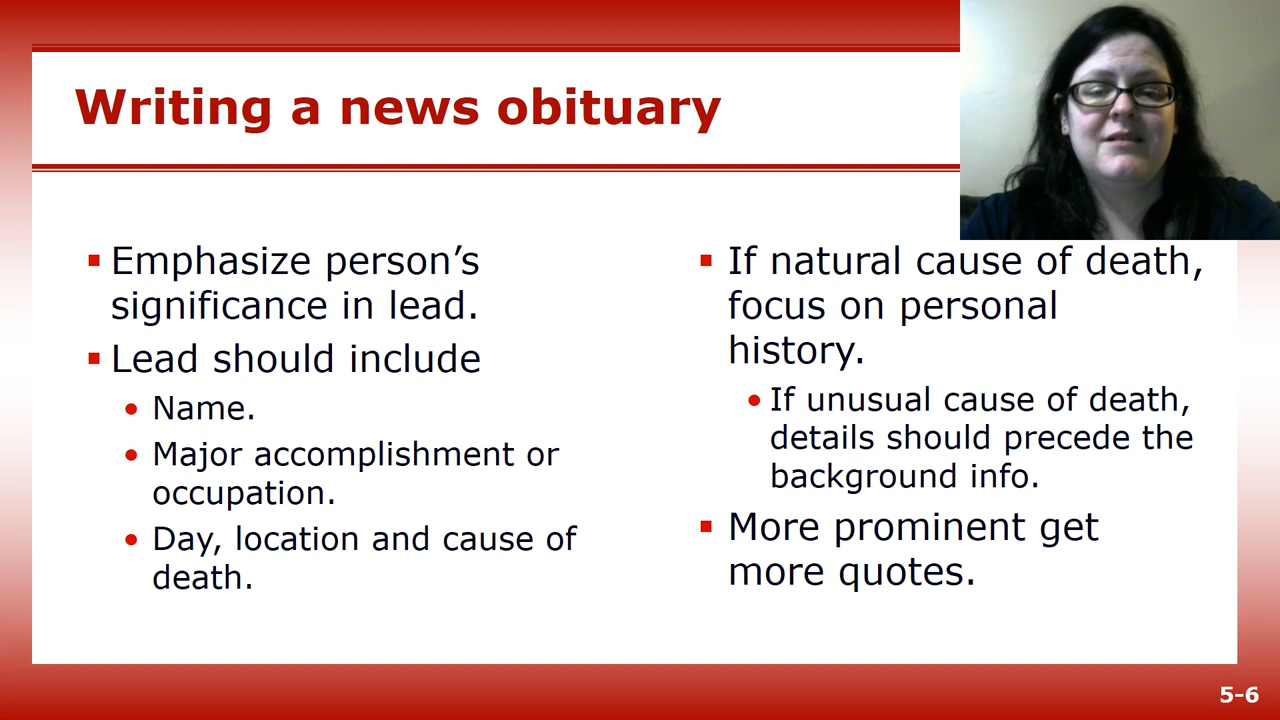 Writing a news obituary
Emphasize person’s
significance in lead.
Lead should include
Name.
Major accomplishment or
occupation.
Day, location and cause of
death.
If natural cause of death,
focus on personal
history.
If unusual cause of death,
details should precede the
background info.
More prominent get
more quotes.
5-6